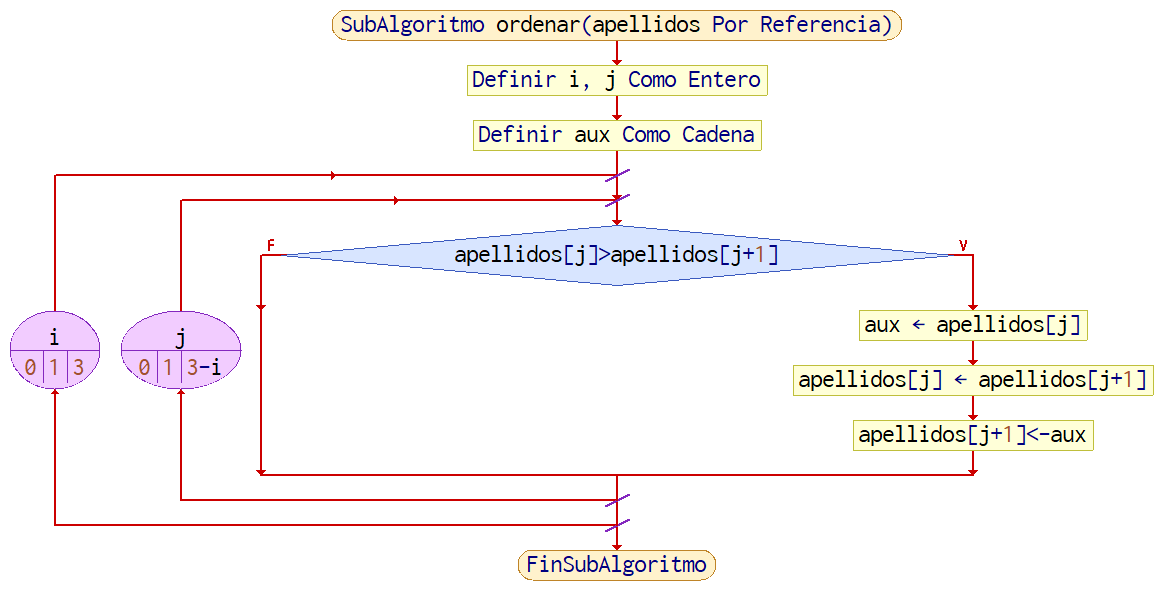 SubAlgoritmo ordenar(apellidos Por Referencia)
Definir i, j Como Entero
Definir aux Como Cadena
F
V
apellidos[j]>apellidos[j+1]
i
0 1 3
j
0 1 3-i
aux ← apellidos[j]
apellidos[j] ← apellidos[j+1]
apellidos[j+1]<-aux
FinSubAlgoritmo